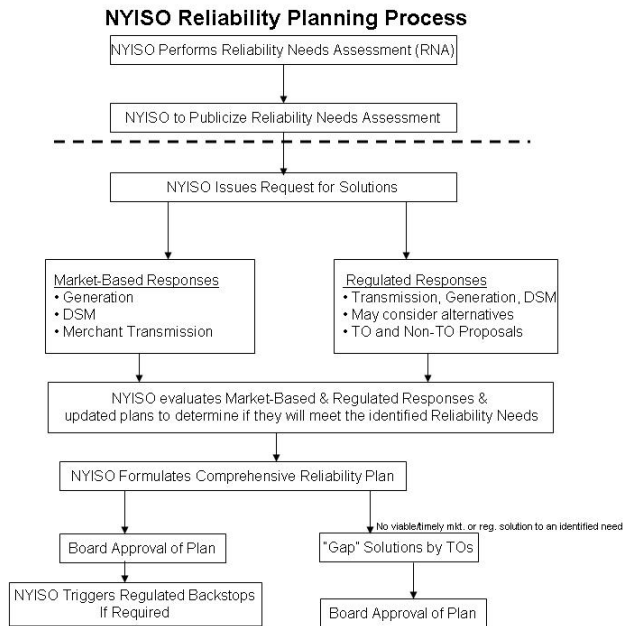 NYISO Reliability Planning Process
NYISO Performs Reliability Needs Assessment (RNA)
NYISO to Publicize Reliability Needs Assessment
NYISO Issues Request for Solutions
Market-Based Responses
• Generation
• DSM
• Merchant Transmission
Regulated Responses
• Transmission, Generation, DSM
• May consider alternatives
• TO and Non-TO Proposals
NYISO evaluates Market-Based & Regulated Responses &
updated plans to determine if they will meet the identified Reliability Needs
NYISO Formulates Comprehensive Reliability Plan
No viable/timely mkt. or reg. solution to an identified need
Board Approval of Plan
"Gap" Solutions by TOs
NYISO Triggers Regulated Backstops
If Required
Board Approval of Plan